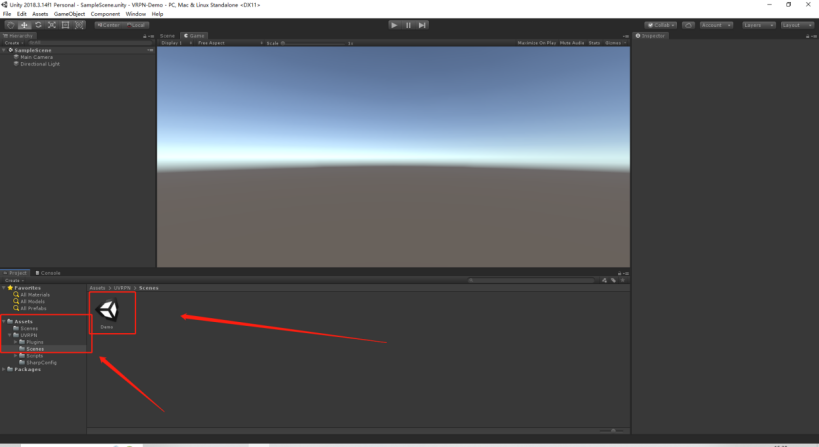 Unity 2018.3.14f1 Personal - SampleScene.unity - VRPN-Demo - PC, Mac & Linux Standalone <DX11>
File Edit Assets GameObject Component Window Help
Center Local Collab Account Layers Layout
Hierarchy Scene Game Inspector
Create Display 1 Free Aspect Scale 1x Maximize On Play Mute Audio Stats Gizmos
SampleScene
Main Camera
Directional Light
Project Console
Create
Favorites Assets UVRPN Scenes
All Materials
All Models
All Prefabs
Demo
Assets
Scenes
UVRPN
Plugins
Scenes
Scripts
SharpConfig
Packages